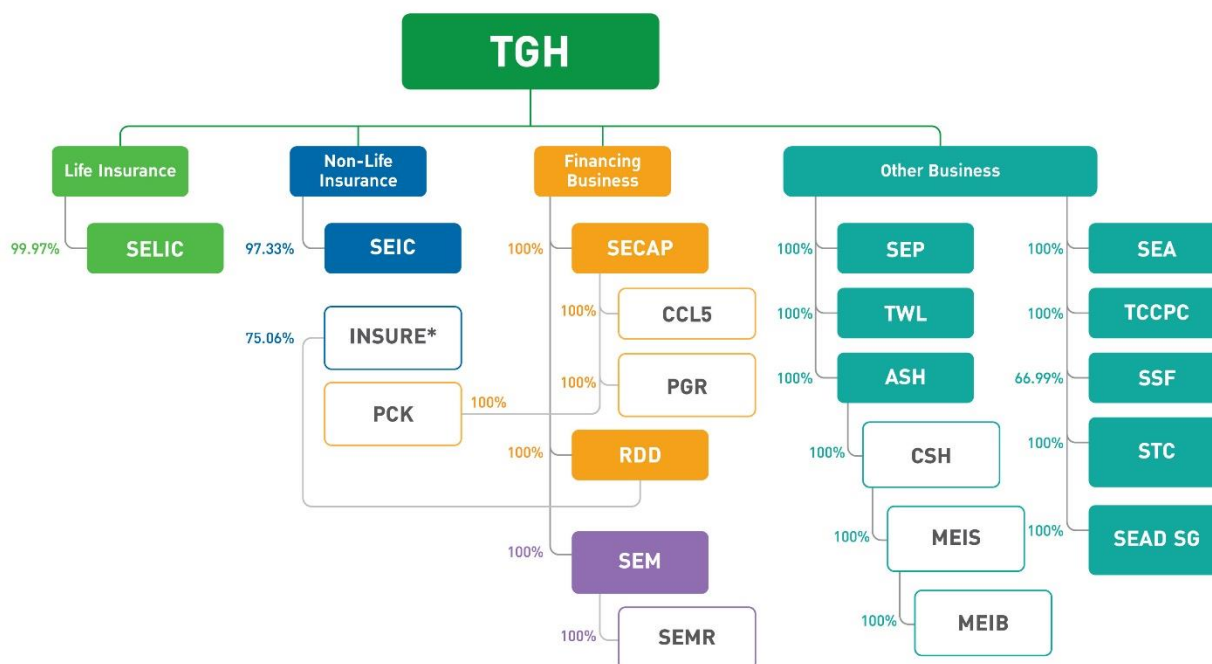 TGH
Life Insurance
Non-Life
Insurance
Financing
Business
Other Business
99.97%
SELIC
97.33%
SEIC
100%
SECAP
100%
SEP
100%
SEA
75.06%
INSURE*
100%
CCL5
100%
TWL
100%
TCCPC
PCK
100%
100%
PGR
100%
ASH
66.99%
SSF
100%
RDD
100%
CSH
100%
STC
100%
SEM
100%
MEIS
100%
SEAD SG
100%
SEMR
100%
MEIB